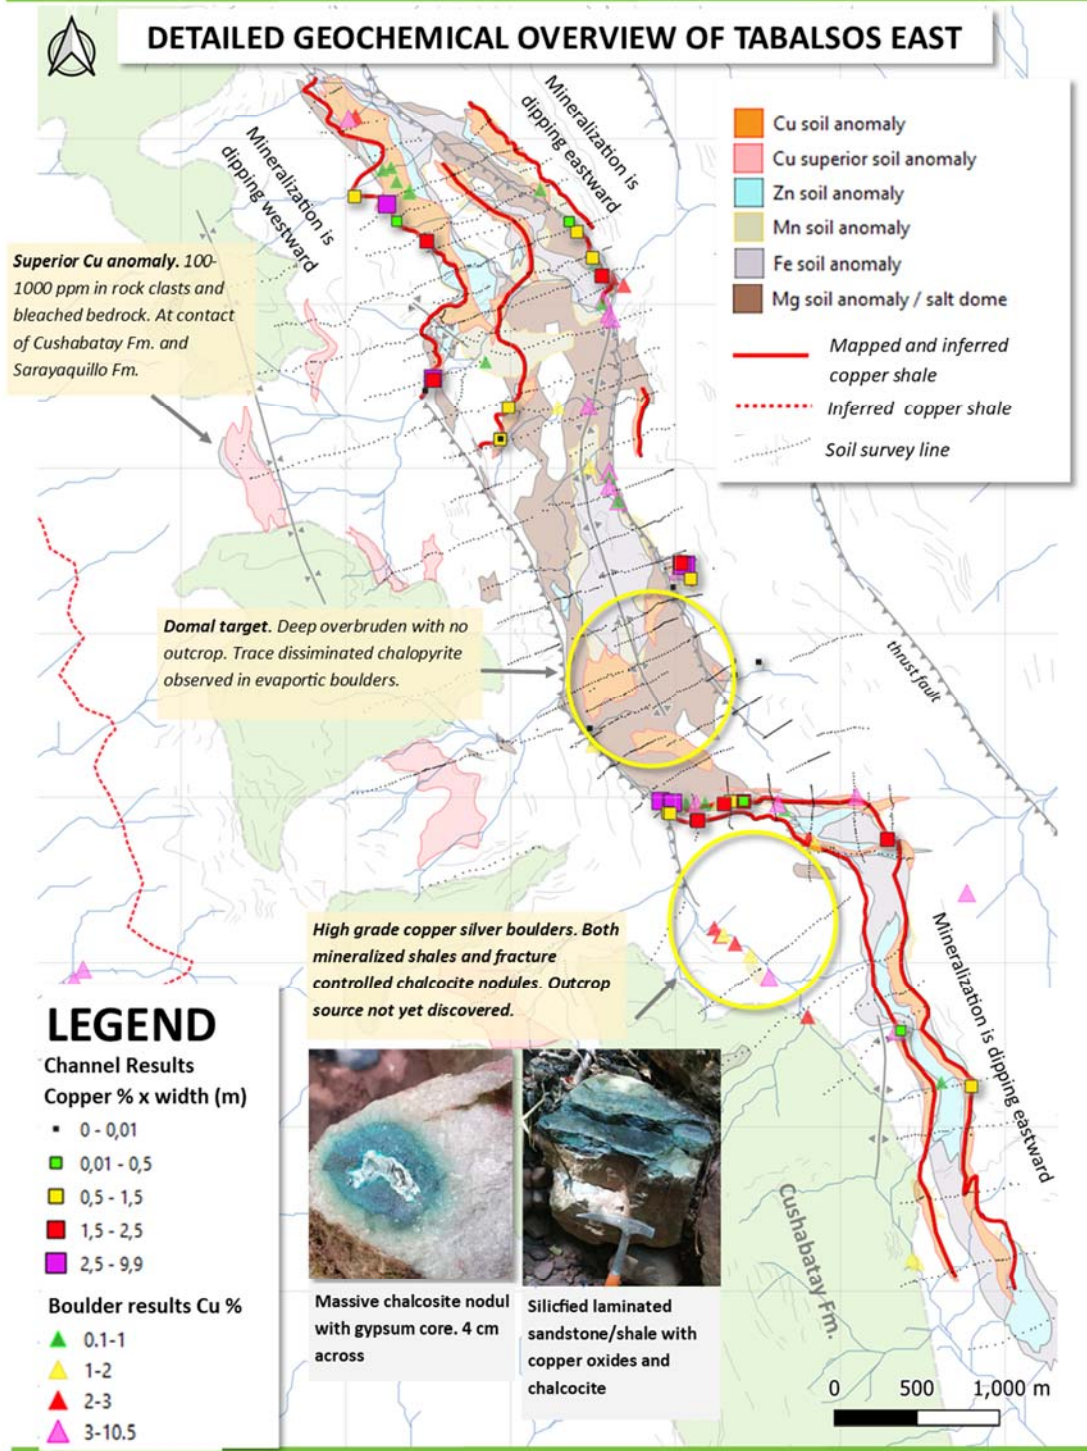 DETAILED GEOCHEMICAL OVERVIEW OF TABALSOS EAST
Mineralization is
dipping westward
Mineralization is
dipping eastward
Cu soil anomaly
Cu superior soil anomaly
Zn soil anomaly
Mn soil anomaly
Fe soil anomaly
Mg soil anomaly / salt dome
Mapped and inferred
copper shale
Inferred copper shale
Soil survey line
Superior Cu anomaly. 100-
1000 ppm in rock clasts and
bleached bedrock. At contact
of Cushabatay Fm. and
Sarayaquillo Fm.
Domal target. Deep overbruden with no
outcrop. Trace dissiminated chalopyrite
observed in evaportic boulders.
thrust fault
High grade copper silver boulders. Both
mineralized shales and fracture
controlled chalcocite nodules. Outcrop
source not yet discovered.
Mineralization is dipping eastward
LEGEND
Channel Results
Copper % x width (m)
0 - 0,01
0,01 - 0,5
0,5 - 1,5
1,5 - 2,5
2,5 - 9,9
Boulder results Cu %
0.1-1
1-2
2-3
3-10.5
Massive chalcosite nodul
with gypsum core. 4 cm
across
Silicfied laminated
sandstone/shale with
copper oxides and
chalcocite
Cushabatay Fm.
0 500 1,000 m